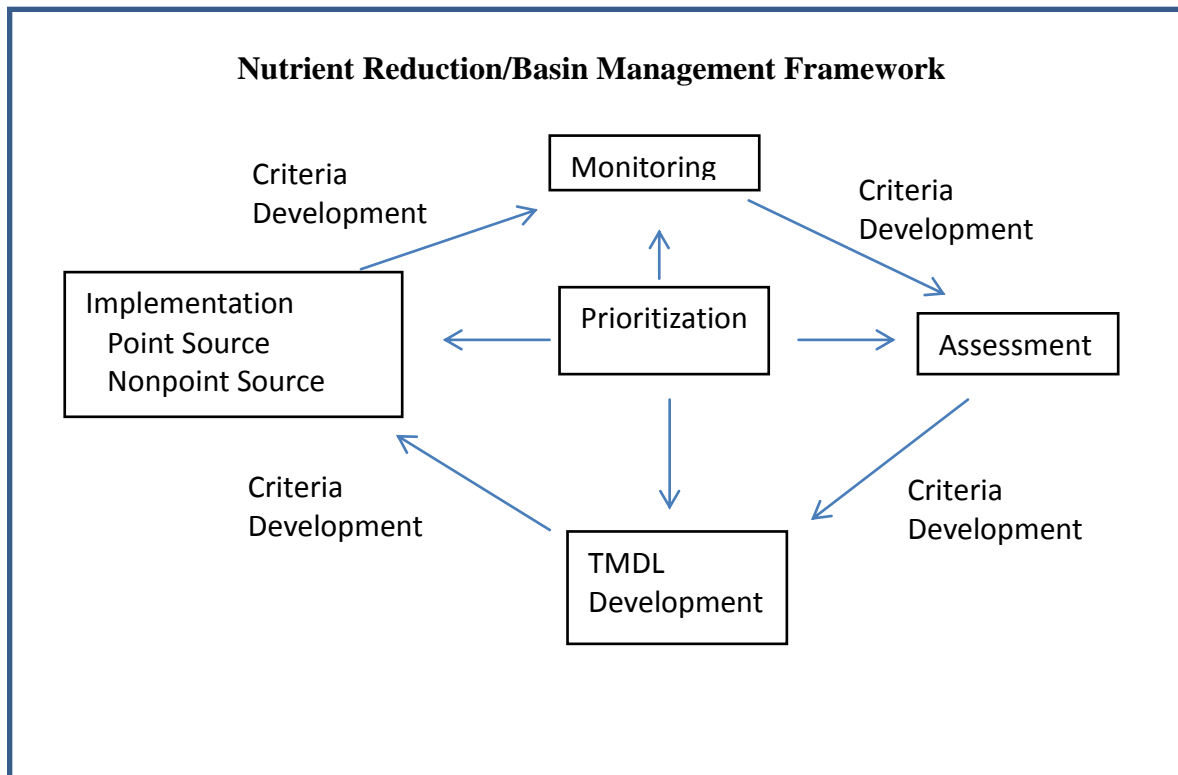 Nutrient Reduction/Basin Management Framework
Monitoring
Criteria
Development
Criteria
Development
Implementation
Point Source
Nonpoint Source
Prioritization
Assessment
Criteria
Development
Criteria
Development
TMDL
Development